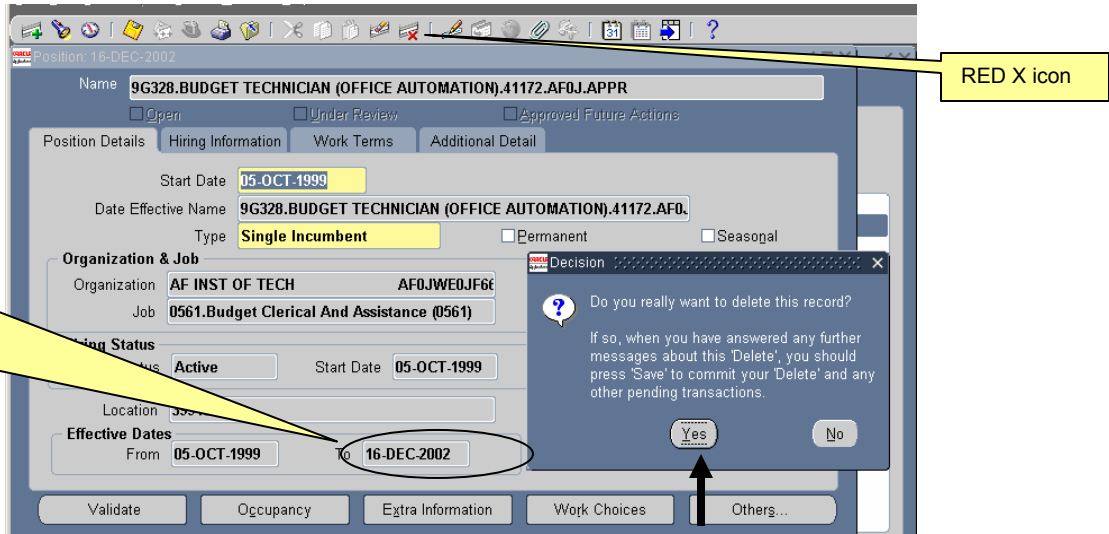 31
?
RED X icon
ORACLE
Position: 16-DEC-2002
Name 9G328.BUDGET TECHNICIAN (OFFICE AUTOMATION).41172.AF0J.APPR
Open Under Review Approved Future Actions
Position Details Hiring Information Work Terms Additional Detail
Start Date 05-OCT-1999
Date Effective Name 9G328.BUDGET TECHNICIAN (OFFICE AUTOMATION).41172.AF0
Type Single Incumbent Permanent Seasonal
Organization & Job
Organization AF INST OF TECH AF0JWE0JF66
Job 0561.Budget Clerical And Assistance (0561)
Status
Active Start Date 05-OCT-1999
Location
Effective Dates
From 05-OCT-1999 To 16-DEC-2002
Decision
? Do you really want to delete this record?
If so, when you have answered any further
messages about this 'Delete', you should
press 'Save' to commit your 'Delete' and any
other pending transactions.
Yes No
Validate Occupancy Extra Information Work Choices Others...